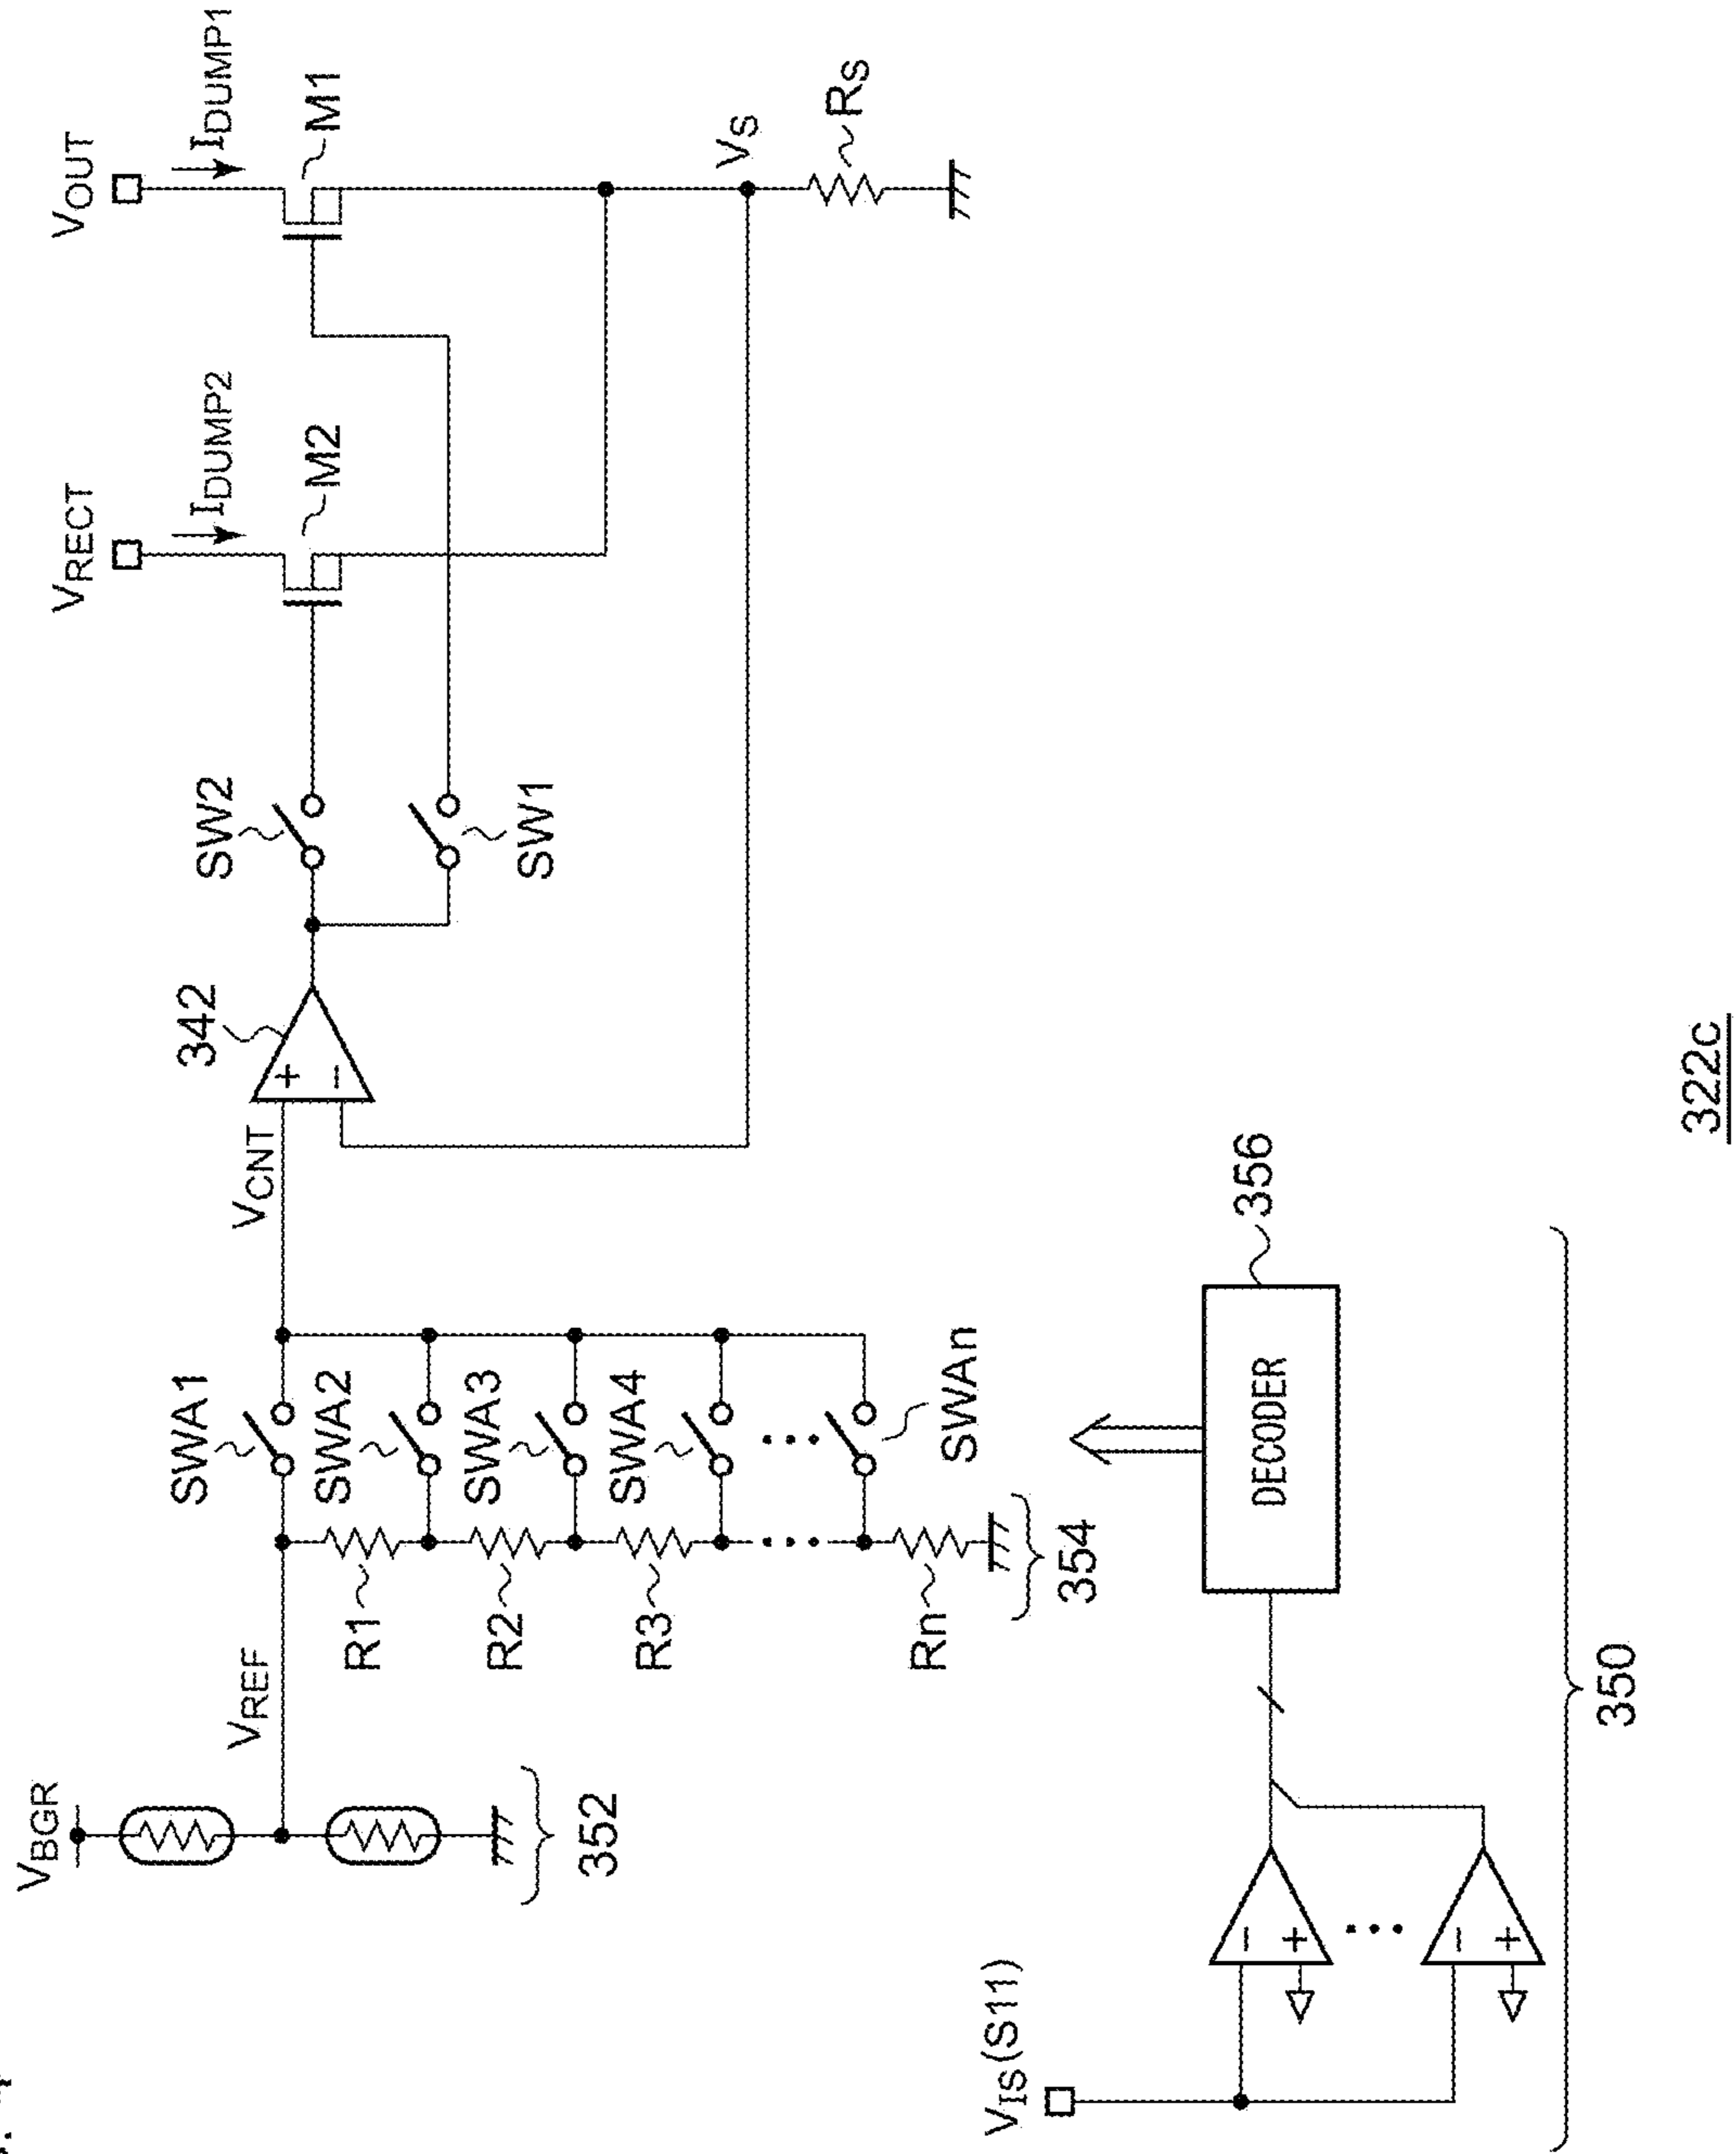 VBGR
VREF
352
SWA1
SWA2
SWA3
SWA4
SWAn
R1
R2
R3
Rn
354
VCNT
342
+
−
SW2
SW1
VRECT
IDUMP2
M2
VOUT
IDUMP1
M1
VS
RS
VIS(S11)
−
+
−
+
DECODER
356
350
322c